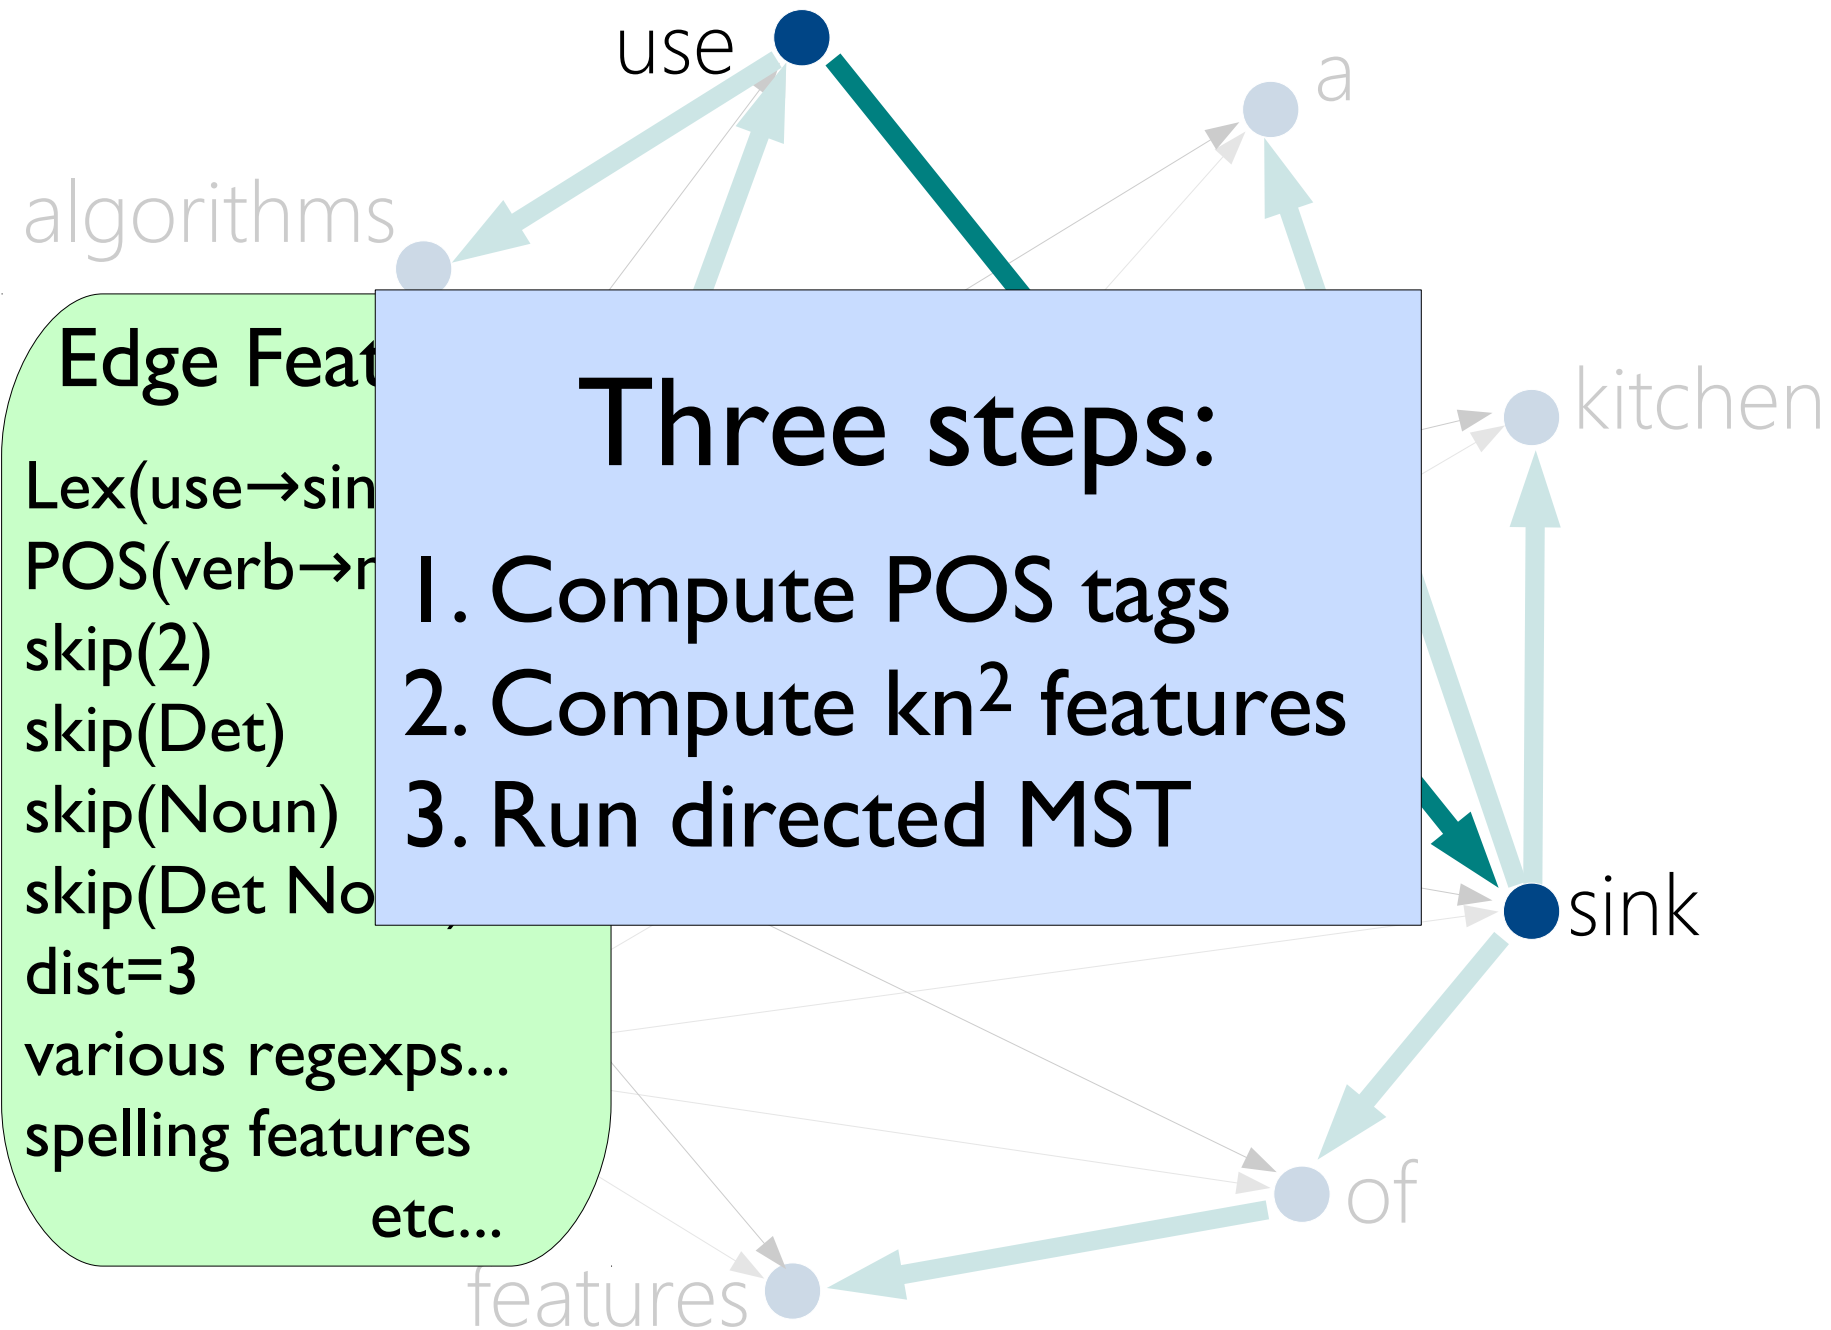 use
a
algorithms
kitchen
sink
of
features
Edge Feat
Lex(use→sin
POS(verb→
skip(2)
skip(Det)
skip(Noun)
skip(Det No
dist=3
various regexps...
spelling features
etc...
Three steps:
1. Compute POS tags
2. Compute kn² features
3. Run directed MST